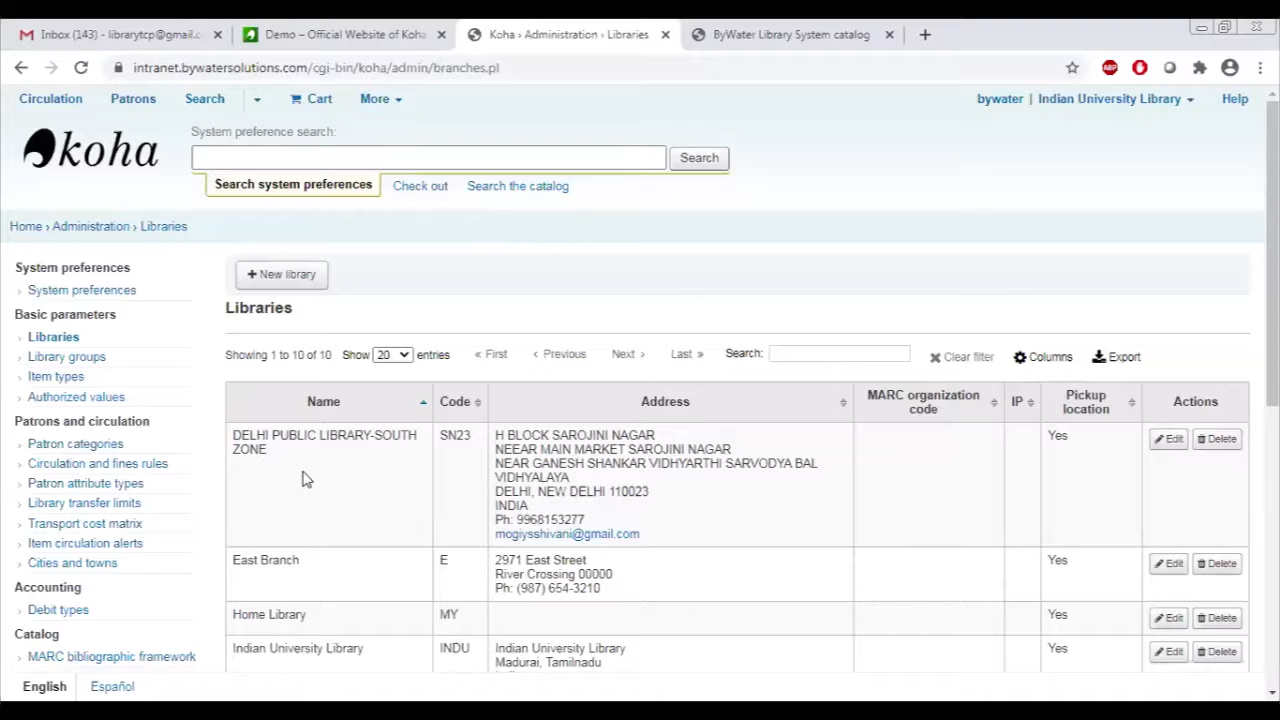 Inbox (143) - librarytcp@gmail.c
Demo – Official Website of Koha
Koha › Administration › Libraries
ByWater Library System catalog
intranet.bywatersolutions.com/cgi-bin/koha/admin/branches.pl
ABP
Circulation Patrons Search Cart More
bywater | Indian University Library Help
koha
System preference search:
Search
Search system preferences Check out Search the catalog
Home › Administration › Libraries
System preferences
› System preferences
Basic parameters
› Libraries
› Library groups
› Item types
› Authorized values
Patrons and circulation
› Patron categories
› Circulation and fines rules
› Patron attribute types
› Library transfer limits
› Transport cost matrix
› Item circulation alerts
› Cities and towns
Accounting
› Debit types
Catalog
› MARC bibliographic framework
English Español
+ New library
Libraries
Showing 1 to 10 of 10 Show 20 entries « First ‹ Previous Next › Last » Search: Clear filter Columns Export
Name Code Address MARC organization code IP Pickup location Actions
DELHI PUBLIC LIBRARY-SOUTH
ZONE
SN23
H BLOCK SAROJINI NAGAR
NEEAR MAIN MARKET SAROJINI NAGAR
NEAR GANESH SHANKAR VIDHYARTHI SARVODYA BAL
VIDHYALAYA
DELHI, NEW DELHI 110023
INDIA
Ph: 9968153277
mogiysshivani@gmail.com
Yes
Edit Delete
East Branch
E
2971 East Street
River Crossing 00000
Ph: (987) 654-3210
Yes
Edit Delete
Home Library
MY
Yes
Edit Delete
Indian University Library
INDU
Indian University Library
Madurai, Tamilnadu
Yes
Edit Delete